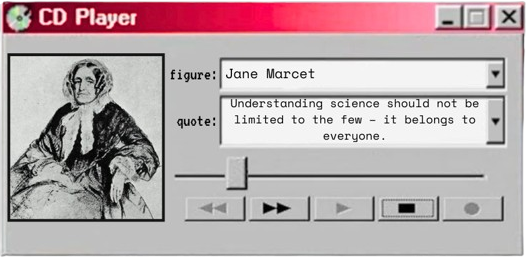 CD Player
figure: Jane Marcet
quote: Understanding science should not be
limited to the few – it belongs to
everyone.